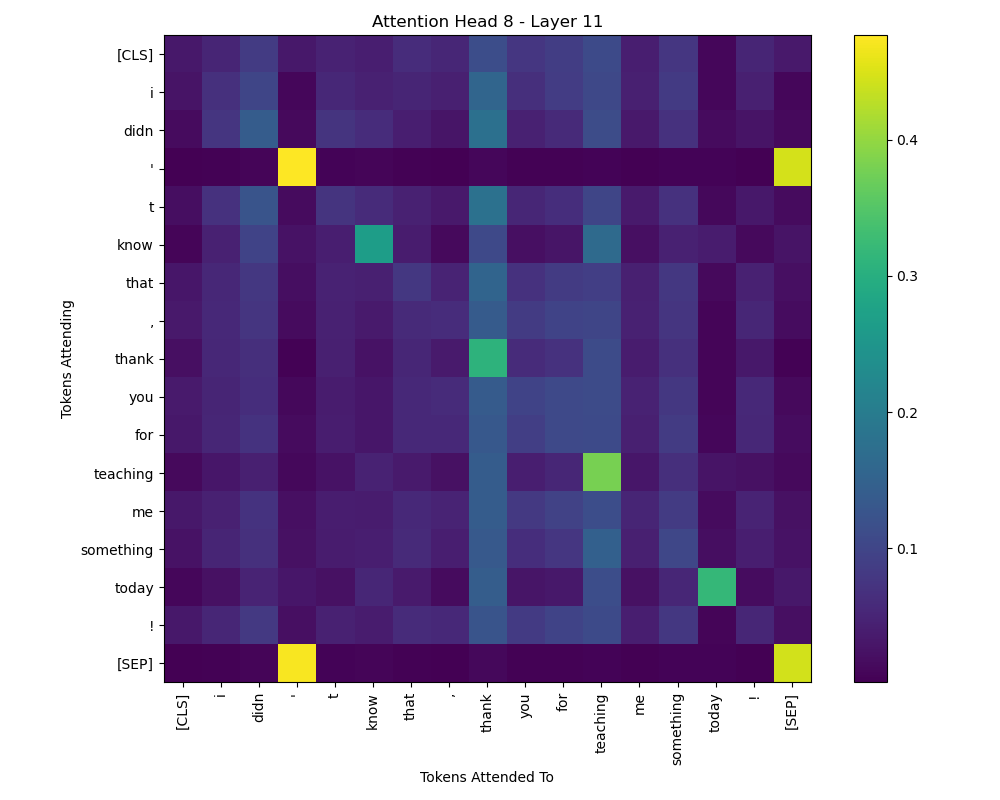 Attention Head 8 - Layer 11
[CLS]
i
didn
'
t
know
that
,
thank
you
for
teaching
me
something
today
!
[SEP]
Tokens Attending
[CLS]
i
didn
'
t
know
that
,
thank
you
for
teaching
me
something
today
!
[SEP]
Tokens Attended To
0.4
0.3
0.2
0.1